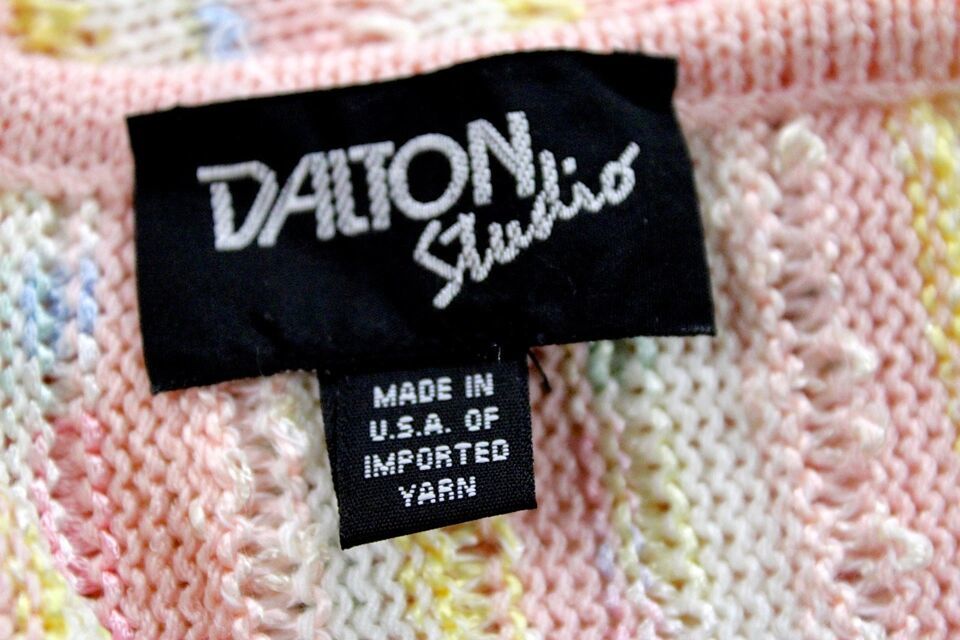 DALTON
Studio
MADE IN
U.S.A. OF
IMPORTED
YARN